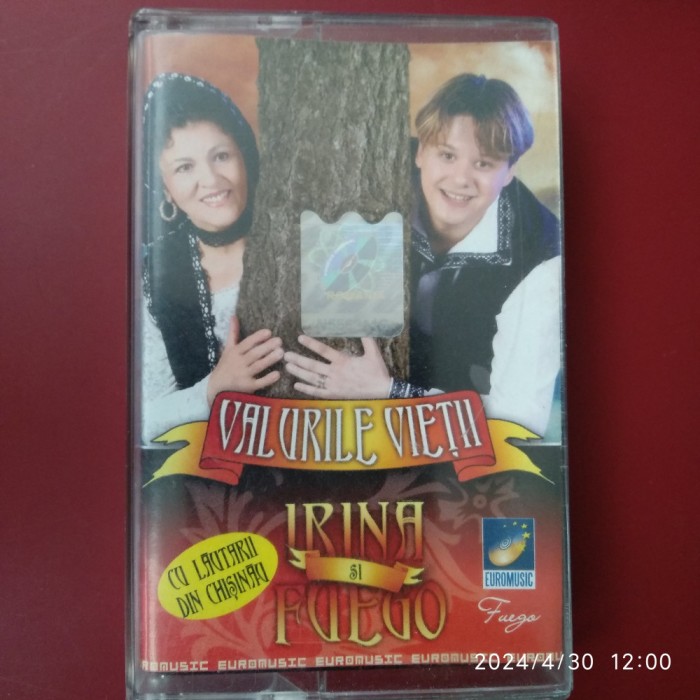 VALURILE VIEȚII
IRINA
ȘI
FUEGO
CU LĂUTARII
DIN CHIȘINĂU
EUROMUSIC
Fuego
ROMUSIC EUROMUSIC EUROMUSIC EUROMUSIC
2024/4/30 12:00